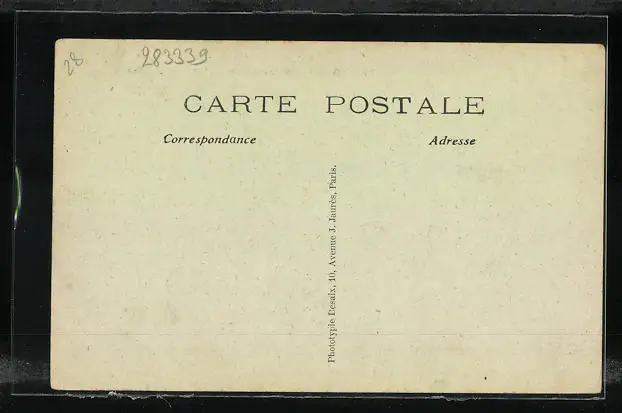 28
283339
CARTE POSTALE
Correspondance
Adresse
Phototypie Desaix, 10, Avenue J. Jaurès, Paris.